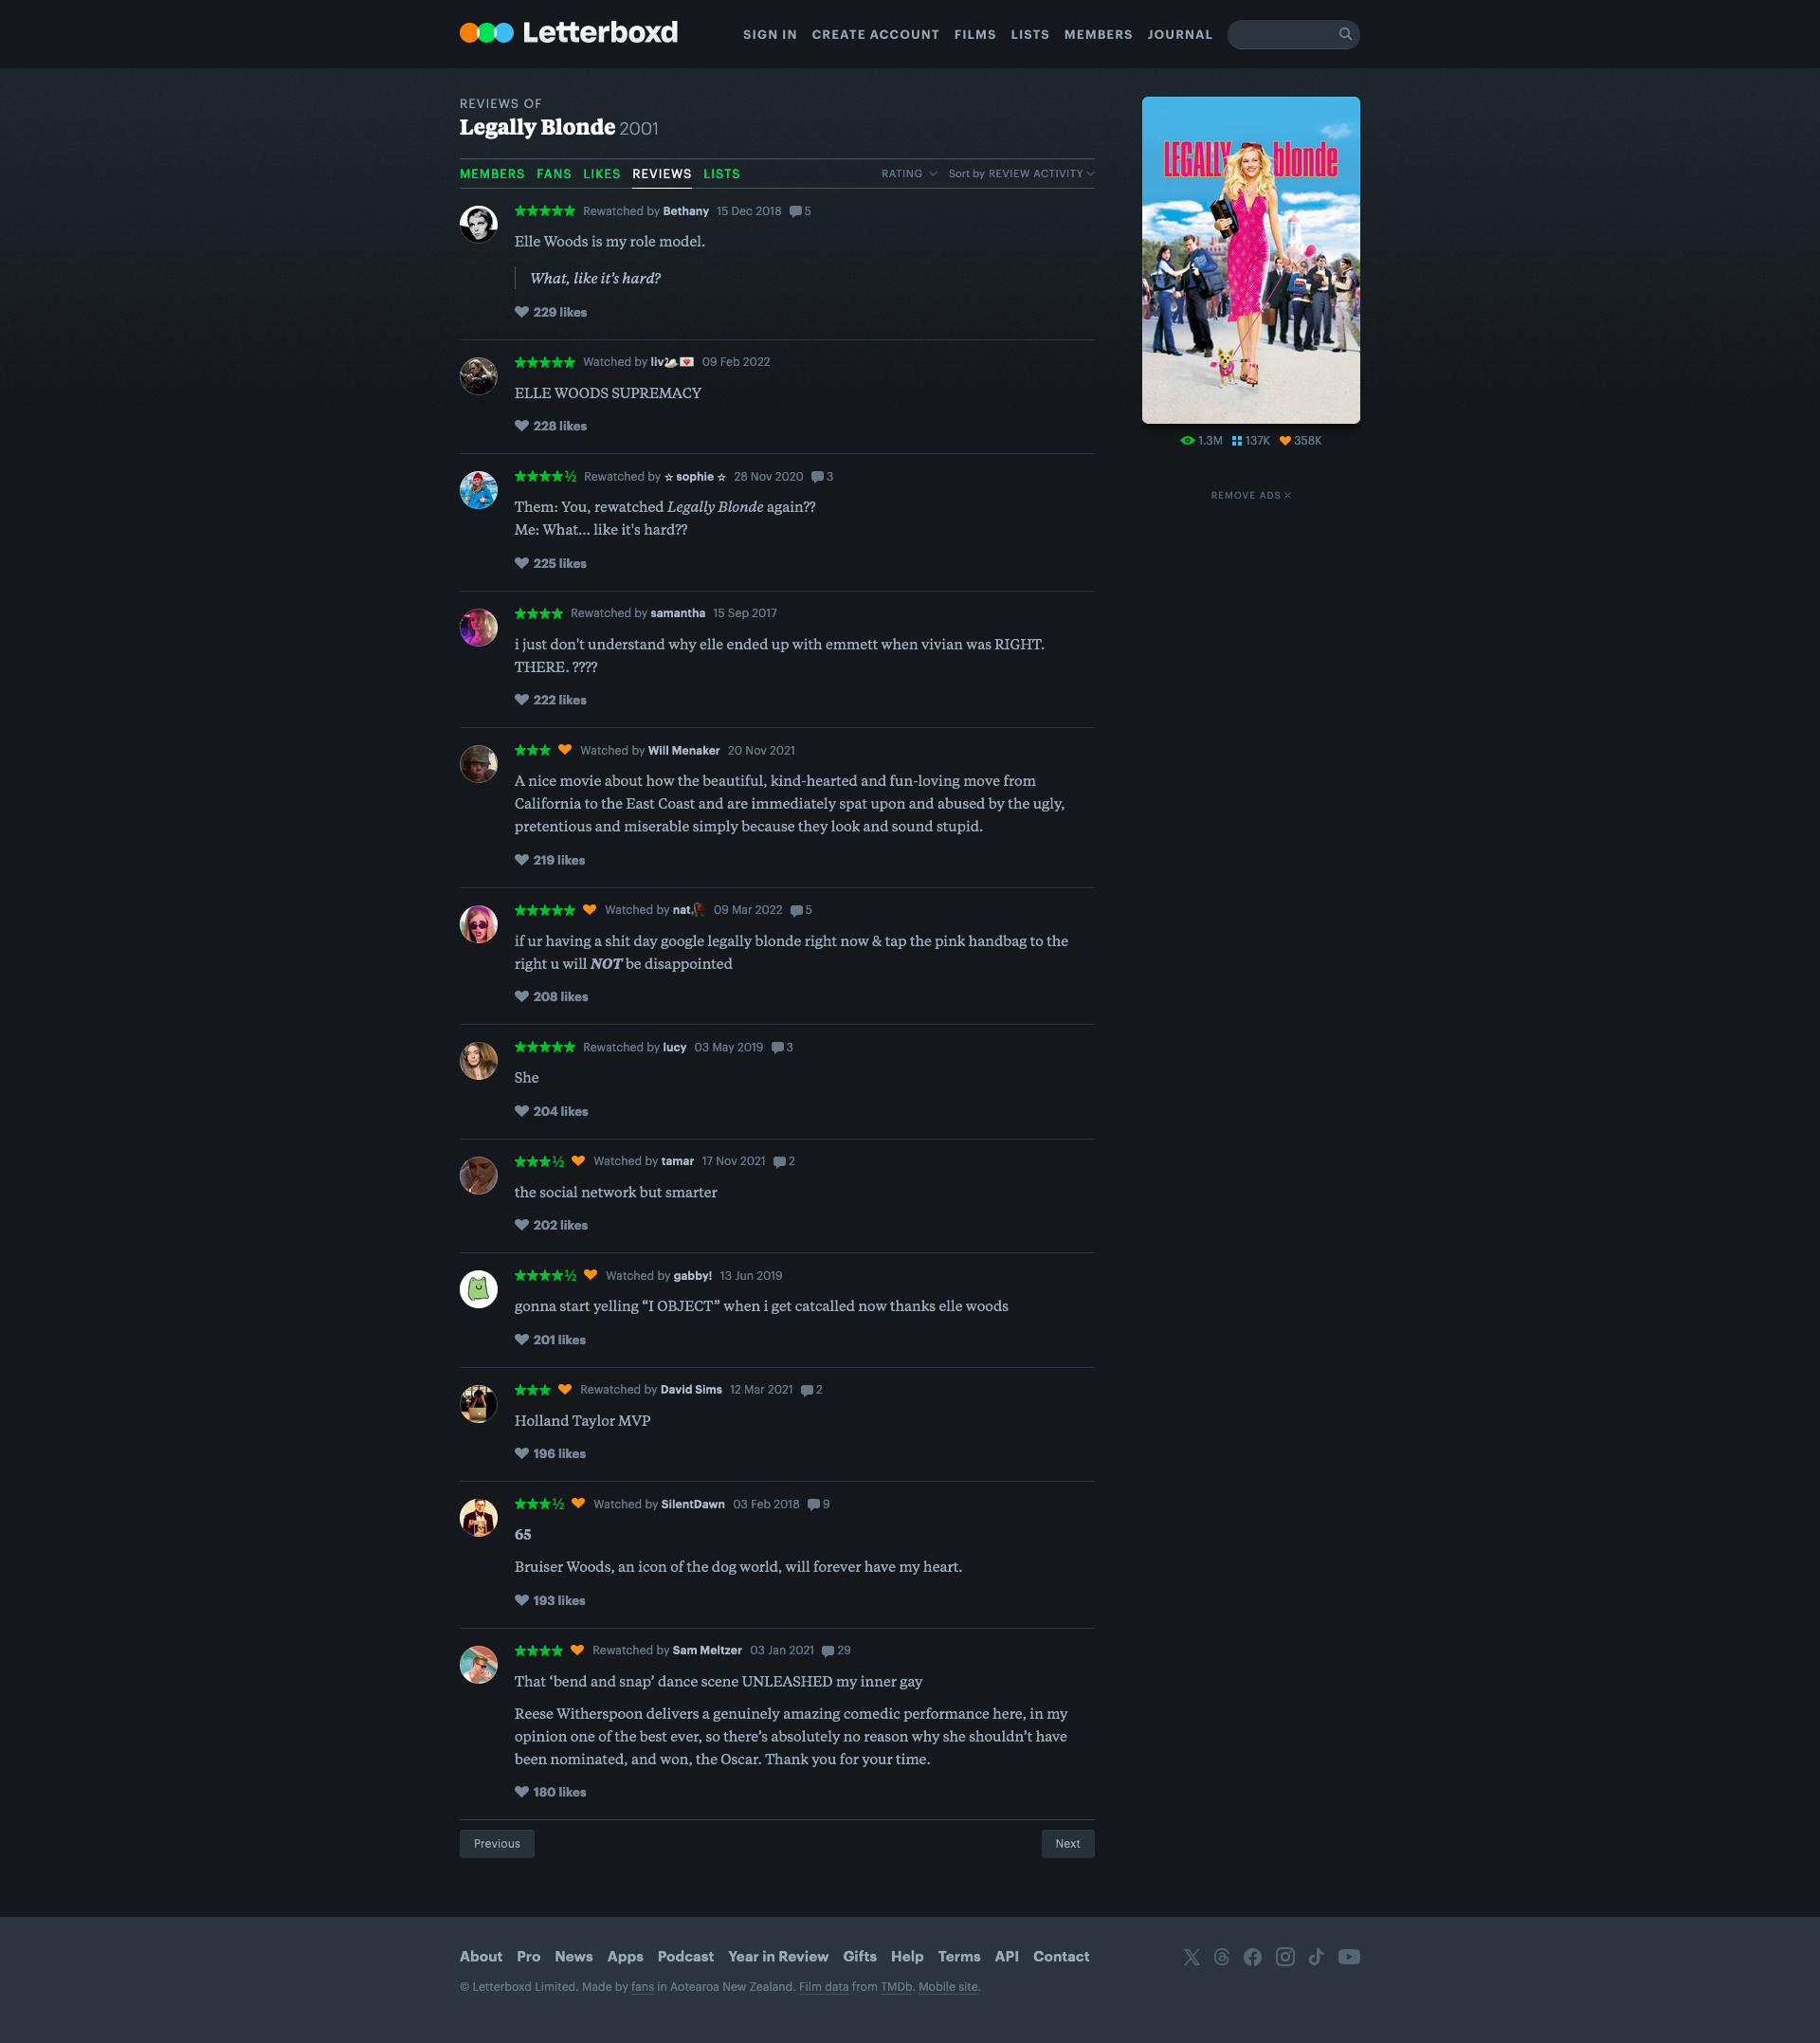 Letterboxd
SIGN IN CREATE ACCOUNT FILMS LISTS MEMBERS JOURNAL
REVIEWS OF
Legally Blonde 2001
MEMBERS FANS LIKES REVIEWS LISTS
RATING Sort by REVIEW ACTIVITY
LEGALLY blonde
1.3M 137K 358K
REMOVE ADS
★★★★★ Rewatched by Bethany 15 Dec 2018 5
Elle Woods is my role model.
What, like it’s hard?
229 likes
★★★★★ Watched by liv🦢💌 09 Feb 2022
ELLE WOODS SUPREMACY
228 likes
★★★★½ Rewatched by ☆ sophie ☆ 28 Nov 2020 3
Them: You, rewatched Legally Blonde again??
Me: What... like it's hard??
225 likes
★★★★ Rewatched by samantha 15 Sep 2017
i just don't understand why elle ended up with emmett when vivian was RIGHT.
THERE. ????
222 likes
★★★ Watched by Will Menaker 20 Nov 2021
A nice movie about how the beautiful, kind-hearted and fun-loving move from
California to the East Coast and are immediately spat upon and abused by the ugly,
pretentious and miserable simply because they look and sound stupid.
219 likes
★★★★★ Watched by nat🥀 09 Mar 2022 5
if ur having a shit day google legally blonde right now & tap the pink handbag to the
right u will NOT be disappointed
208 likes
★★★★★ Rewatched by lucy 03 May 2019 3
She
204 likes
★★★½ Watched by tamar 17 Nov 2021 2
the social network but smarter
202 likes
★★★★½ Watched by gabby! 13 Jun 2019
gonna start yelling “I OBJECT” when i get catcalled now thanks elle woods
201 likes
★★★ Rewatched by David Sims 12 Mar 2021 2
Holland Taylor MVP
196 likes
★★★½ Watched by SilentDawn 03 Feb 2018 9
65
Bruiser Woods, an icon of the dog world, will forever have my heart.
193 likes
★★★★ Rewatched by Sam Meltzer 03 Jan 2021 29
That ‘bend and snap’ dance scene UNLEASHED my inner gay
Reese Witherspoon delivers a genuinely amazing comedic performance here, in my
opinion one of the best ever, so there’s absolutely no reason why she shouldn’t have
been nominated, and won, the Oscar. Thank you for your time.
180 likes
Previous Next
About Pro News Apps Podcast Year in Review Gifts Help Terms API Contact
© Letterboxd Limited. Made by fans in Aotearoa New Zealand. Film data from TMDb. Mobile site.